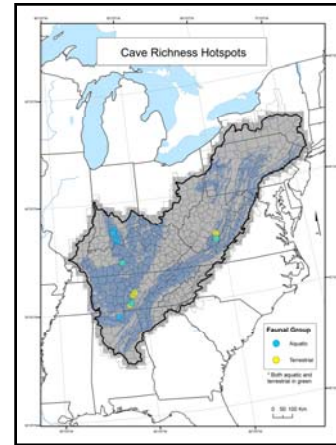 Cave Richness Hotspots
Faunal Group
Aquatic
Terrestrial
* Both aquatic and
terrestrial in green
0 50 100 Km